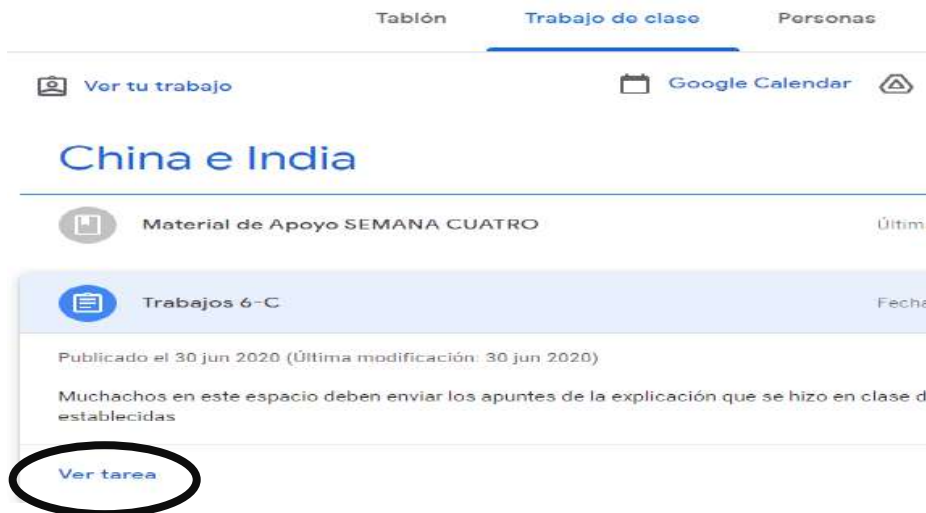 Tablón Trabajo de clase Personas
Ver tu trabajo Google Calendar
China e India
Material de Apoyo SEMANA CUATRO Últim
Trabajos 6-C Fecha
Publicado el 30 jun 2020 (Última modificación: 30 jun 2020)
Muchachos en este espacio deben enviar los apuntes de la explicación que se hizo en clase d
establecidas
Ver tarea